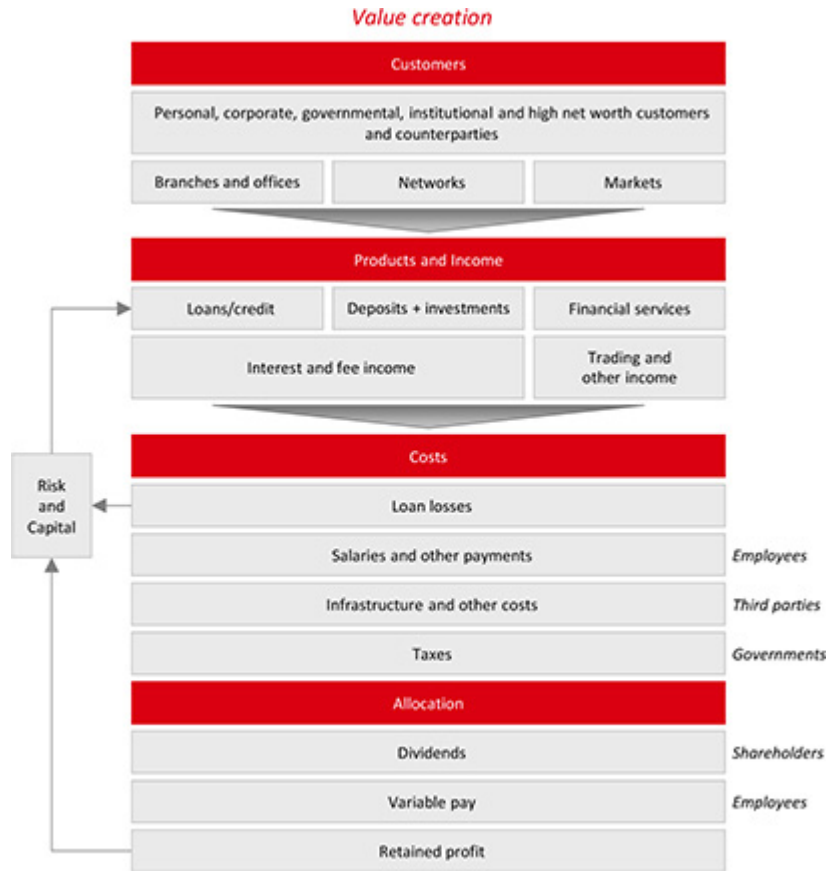 Value creation
Customers
Personal, corporate, governmental, institutional and high net worth customers
and counterparties
Branches and offices
Networks
Markets
Products and Income
Loans/credit
Deposits + investments
Financial services
Interest and fee income
Trading and
other income
Costs
Risk
and
Capital
Loan losses
Salaries and other payments
Employees
Infrastructure and other costs
Third parties
Taxes
Governments
Allocation
Dividends
Shareholders
Variable pay
Employees
Retained profit